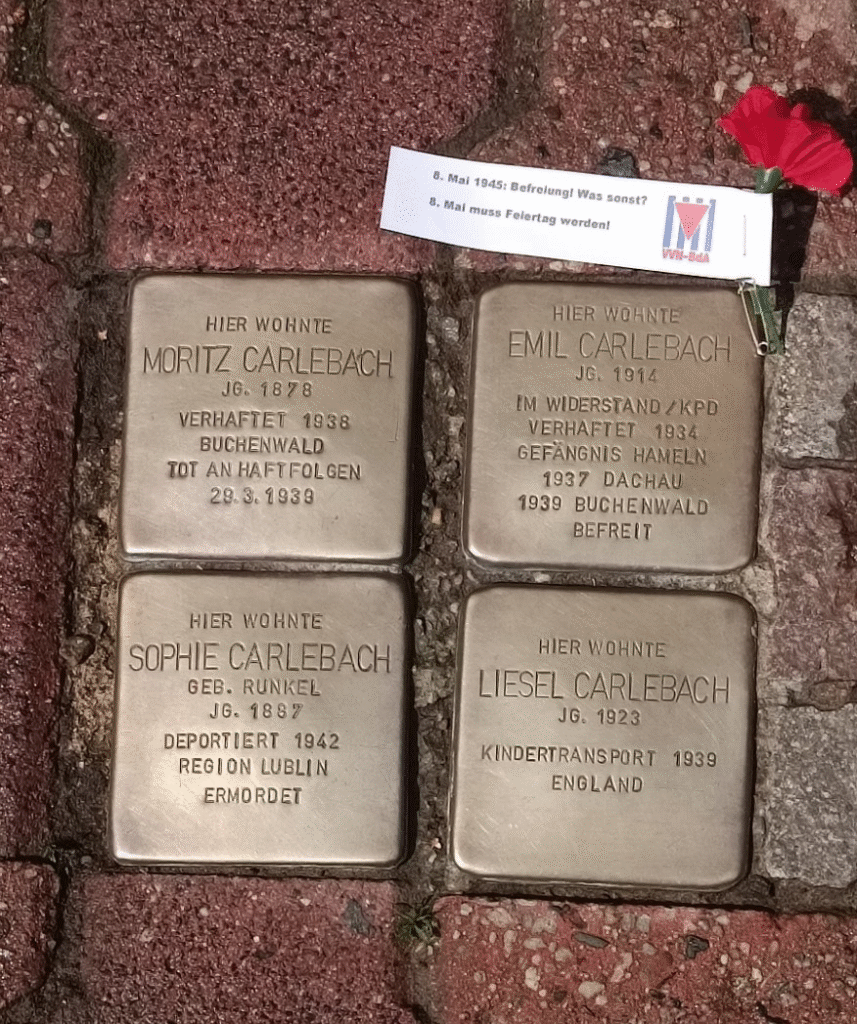 8. Mai 1945: Befreiung! Was sonst?
8. Mai muss Feiertag werden!
VVN-BdA
HIER WOHNTE
MORITZ CARLEBACH
JG. 1878
VERHAFTET 1938
BUCHENWALD
TOT AN HAFTFOLGEN
29.3.1939
HIER WOHNTE
EMIL CARLEBACH
JG. 1914
IM WIDERSTAND/KPD
VERHAFTET 1934
GEFÄNGNIS HAMELN
1937 DACHAU
1939 BUCHENWALD
BEFREIT
HIER WOHNTE
SOPHIE CARLEBACH
GEB. RUNKEL
JG. 1887
DEPORTIERT 1942
REGION LUBLIN
ERMORDET
HIER WOHNTE
LIESEL CARLEBACH
JG. 1923
KINDERTRANSPORT 1939
ENGLAND